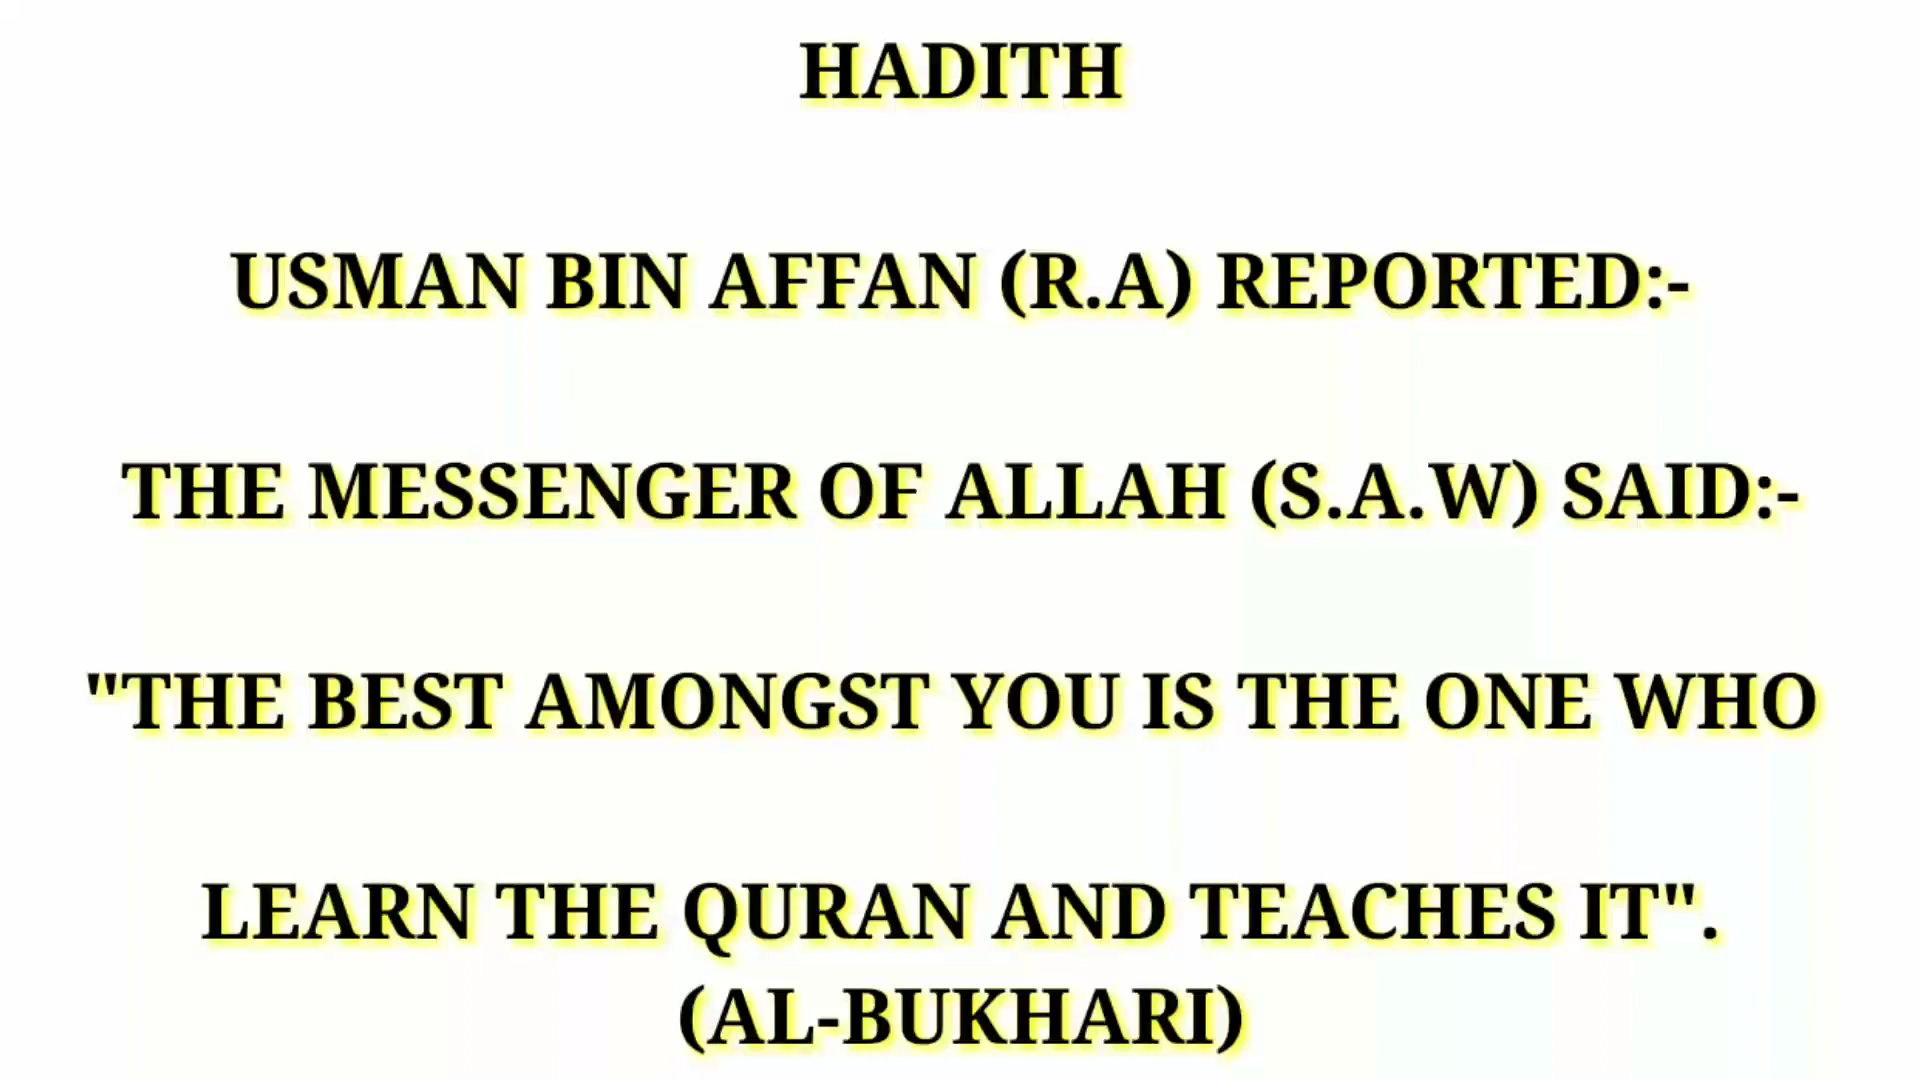 HADITH
USMAN BIN AFFAN (R.A) REPORTED:-
THE MESSENGER OF ALLAH (S.A.W) SAID:-
"THE BEST AMONGST YOU IS THE ONE WHO
LEARN THE QURAN AND TEACHES IT".
(AL-BUKHARI)